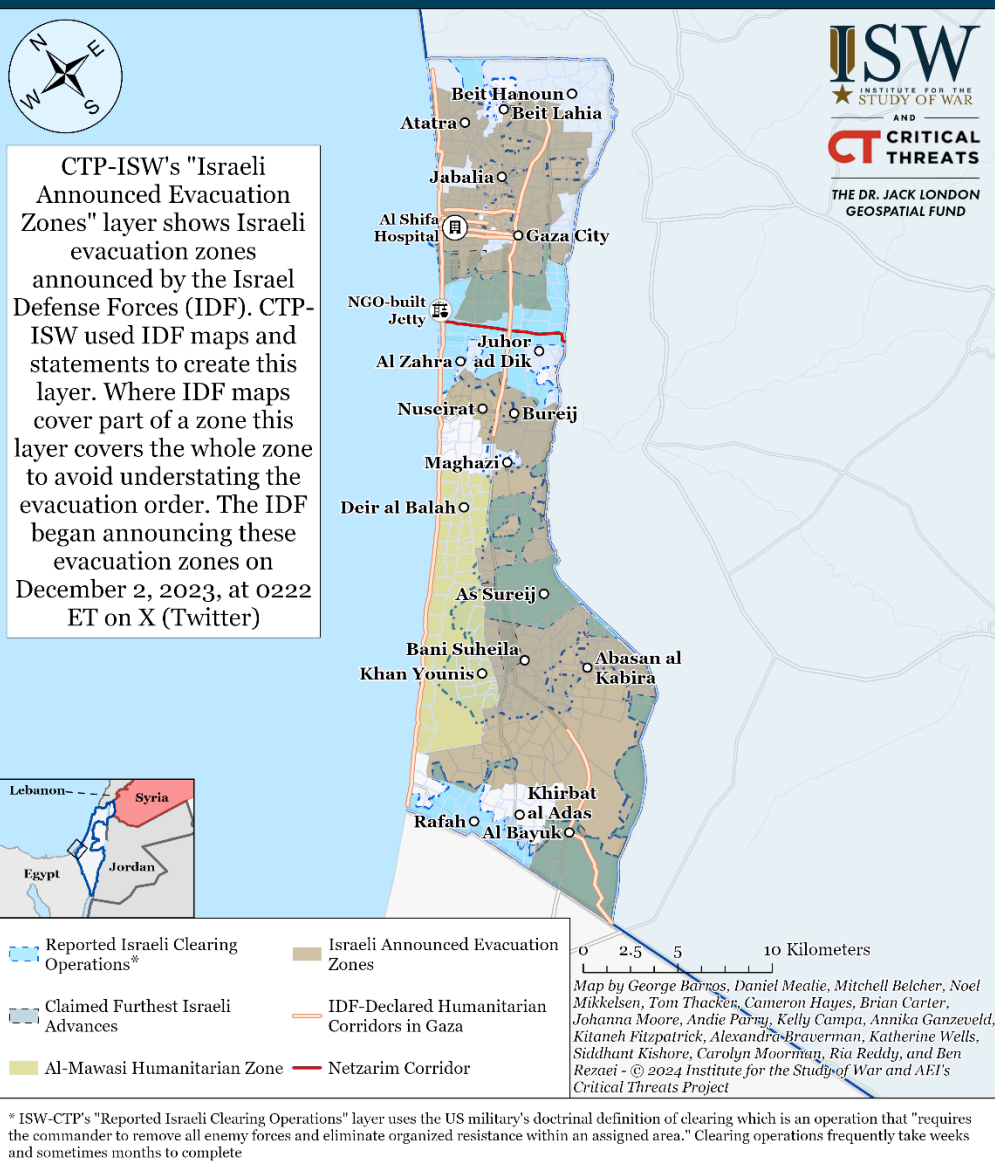 N
E
W
S
ISW
INSTITUTE FOR THE
STUDY OF WAR
AND
CT CRITICAL
THREATS
THE DR. JACK LONDON
GEOSPATIAL FUND
CTP-ISW's "Israeli
Announced Evacuation
Zones" layer shows Israeli
evacuation zones
announced by the Israel
Defense Forces (IDF). CTP-
ISW used IDF maps and
statements to create this
layer. Where IDF maps
cover part of a zone this
layer covers the whole zone
to avoid understating the
evacuation order. The IDF
began announcing these
evacuation zones on
December 2, 2023, at 0222
ET on X (Twitter)
Beit Hanoun
Beit Lahia
Atatra
Jabalia
Al Shifa
Hospital
Gaza City
NGO-built
Jetty
Juhor
ad Dik
Al Zahra
Nuseirat
Bureij
Maghazi
Deir al Balah
As Sureij
Bani Suheila
Abasan al
Kabira
Khan Younis
Khirbat
al Adas
Rafah
Al Bayuk
Lebanon
Syria
Jordan
Egypt
Reported Israeli Clearing
Operations*
Claimed Furthest Israeli
Advances
Al-Mawasi Humanitarian Zone
Israeli Announced Evacuation
Zones
IDF-Declared Humanitarian
Corridors in Gaza
Netzarim Corridor
0 2.5 5 10 Kilometers
Map by George Barros, Daniel Mealie, Mitchell Belcher, Noel
Mikkelsen, Tom Thacker, Cameron Hayes, Brian Carter,
Johanna Moore, Andie Parry, Kelly Campa, Annika Ganzeveld,
Kitaneh Fitzpatrick, Alexandra Braverman, Katherine Wells,
Siddhant Kishore, Carolyn Moorman, Ria Reddy, and Ben
Rezaei - © 2024 Institute for the Study of War and AEI's
Critical Threats Project
* ISW-CTP's "Reported Israeli Clearing Operations" layer uses the US military's doctrinal definition of clearing which is an operation that "requires
the commander to remove all enemy forces and eliminate organized resistance within an assigned area." Clearing operations frequently take weeks
and sometimes months to complete